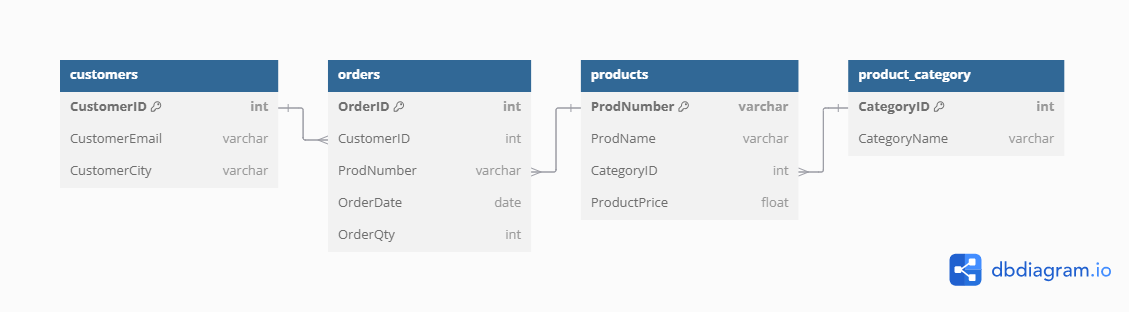 customers
CustomerID int
CustomerEmail varchar
CustomerCity varchar
orders
OrderID int
CustomerID int
ProdNumber varchar
OrderDate date
OrderQty int
products
ProdNumber varchar
ProdName varchar
CategoryID int
ProductPrice float
product_category
CategoryID int
CategoryName varchar
dbdiagram.io